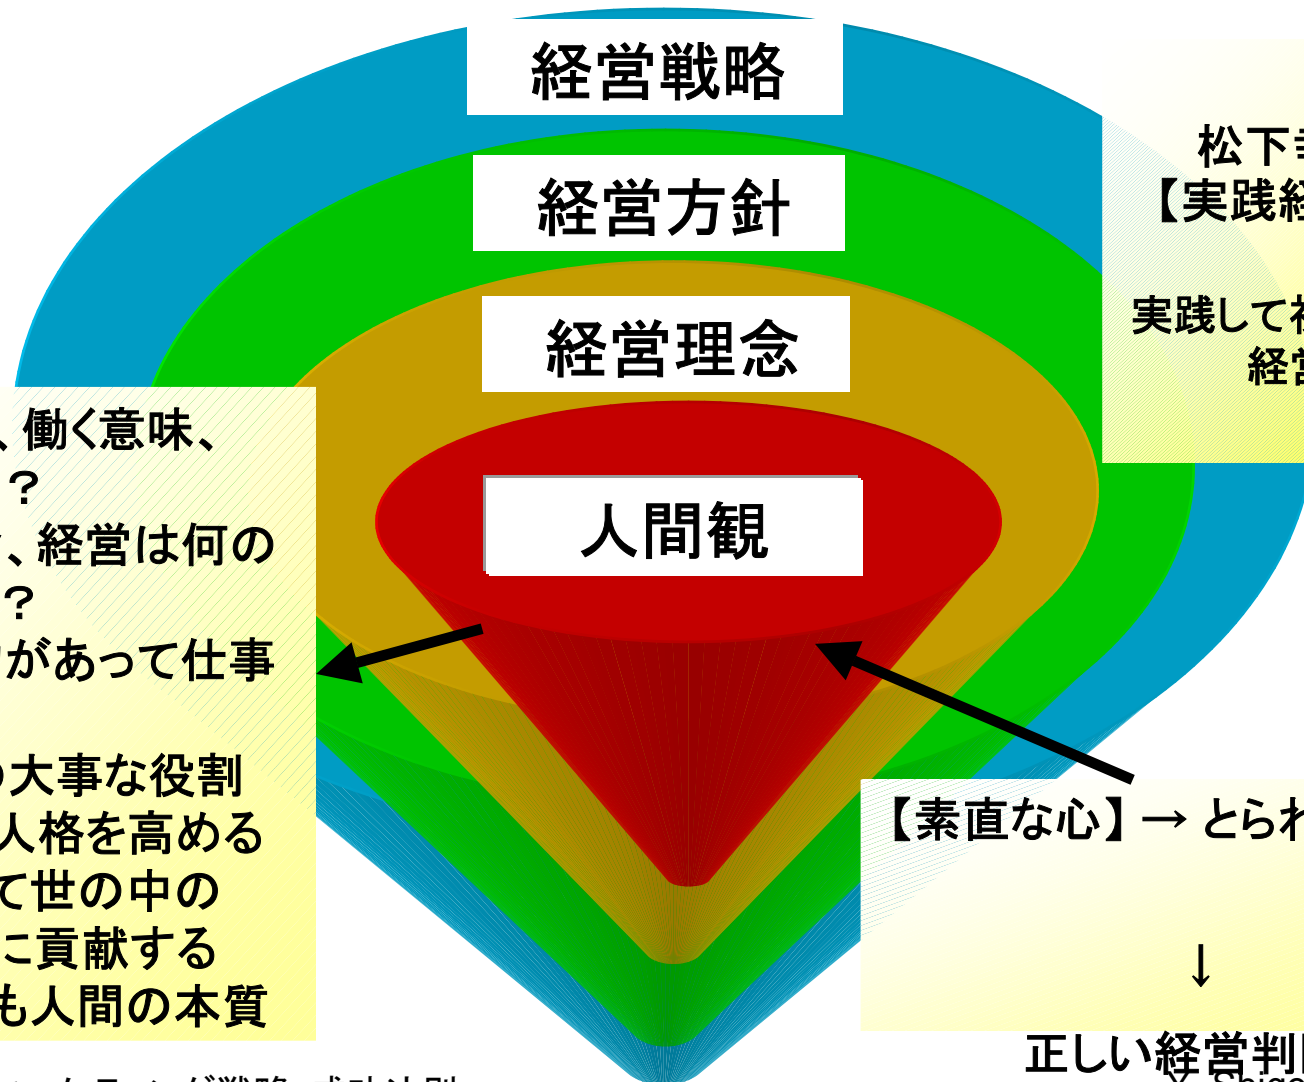 経営戦略
経営方針
経営理念
人間観
松下
【実践経
実践して
経営
、働く意味、
？
、経営は何の
？
があって仕事
大事な役割
人格を高める
て世の中の
に貢献する
も人間の本質
【素直な心】→とらわ
↓
正しい経営判